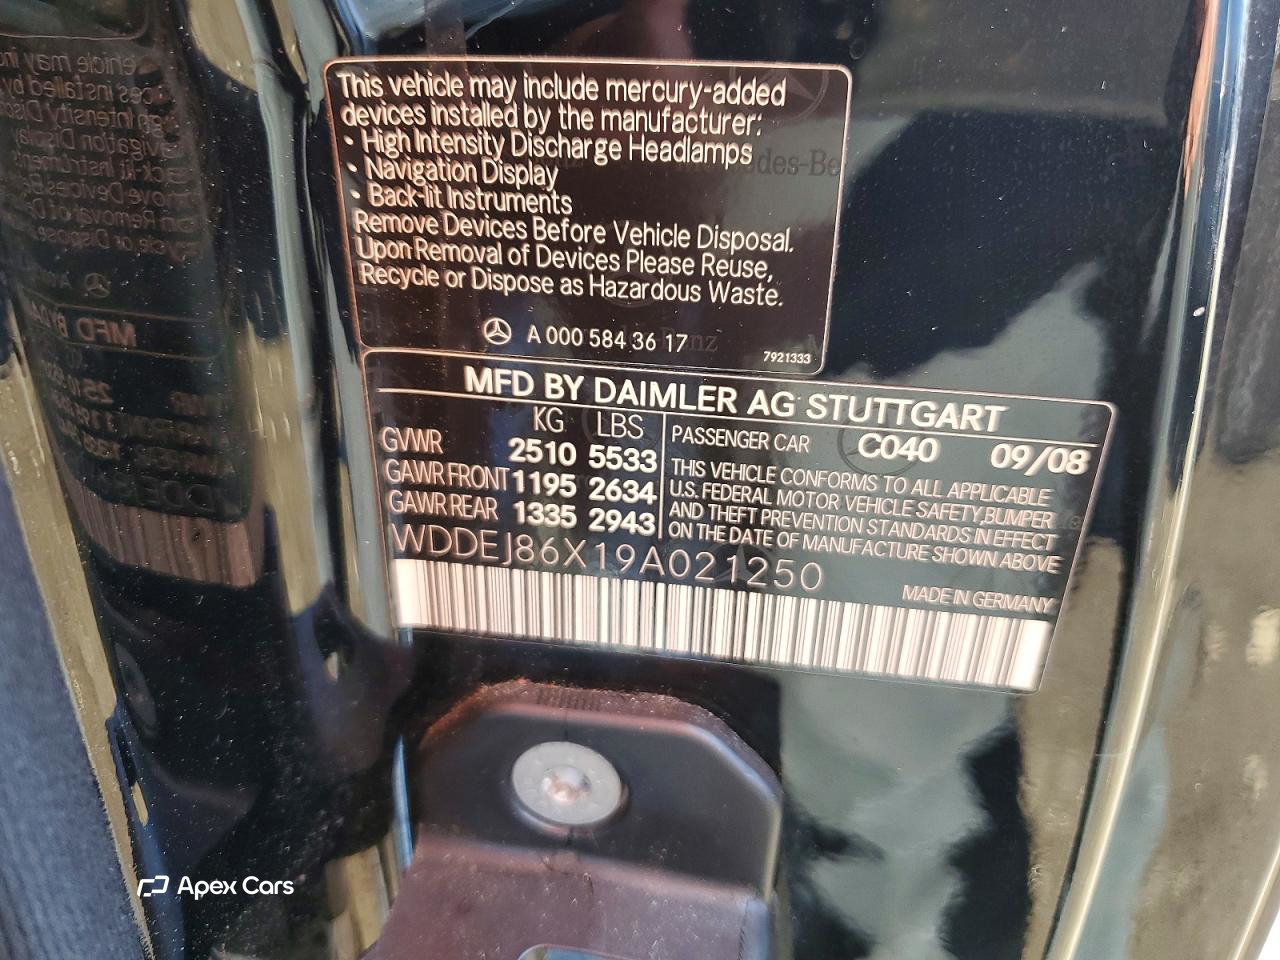 This vehicle may include mercury-added
devices installed by the manufacturer:
• High Intensity Discharge Headlamps
• Navigation Display
• Back-lit Instruments
Remove Devices Before Vehicle Disposal.
Upon Removal of Devices Please Reuse,
Recycle or Dispose as Hazardous Waste.
A 000 584 36 17
7921333
MFD BY DAIMLER AG STUTTGART
KG LBS
GVWR 2510 5533
GAWR FRONT 1195 2634
GAWR REAR 1335 2943
PASSENGER CAR C040 09/08
THIS VEHICLE CONFORMS TO ALL APPLICABLE
U.S. FEDERAL MOTOR VEHICLE SAFETY,BUMPER
AND THEFT PREVENTION STANDARDS IN EFFECT
ON THE DATE OF MANUFACTURE SHOWN ABOVE
WDDEJ86X19A021250
MADE IN GERMANY
Apex Cars